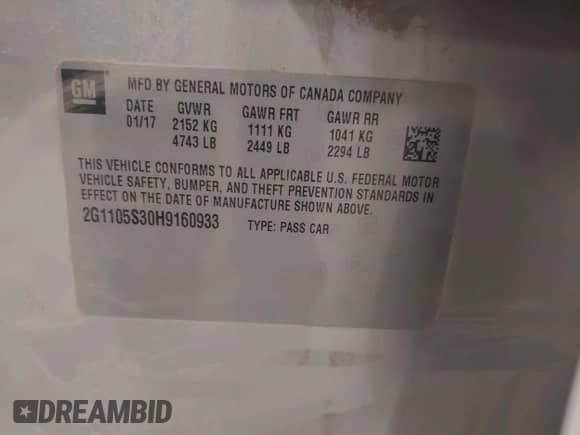 GM
MFD BY GENERAL MOTORS OF CANADA COMPANY
DATE GVWR GAWR FRT GAWR RR
01/17 2152 KG 1111 KG 1041 KG
4743 LB 2449 LB 2294 LB
THIS VEHICLE CONFORMS TO ALL APPLICABLE U.S. FEDERAL MOTOR
VEHICLE SAFETY, BUMPER, AND THEFT PREVENTION STANDARDS IN
EFFECT ON THE DATE OF MANUFACTURE SHOWN ABOVE.
2G1105S30H9160933 TYPE: PASS CAR
DREAMBID